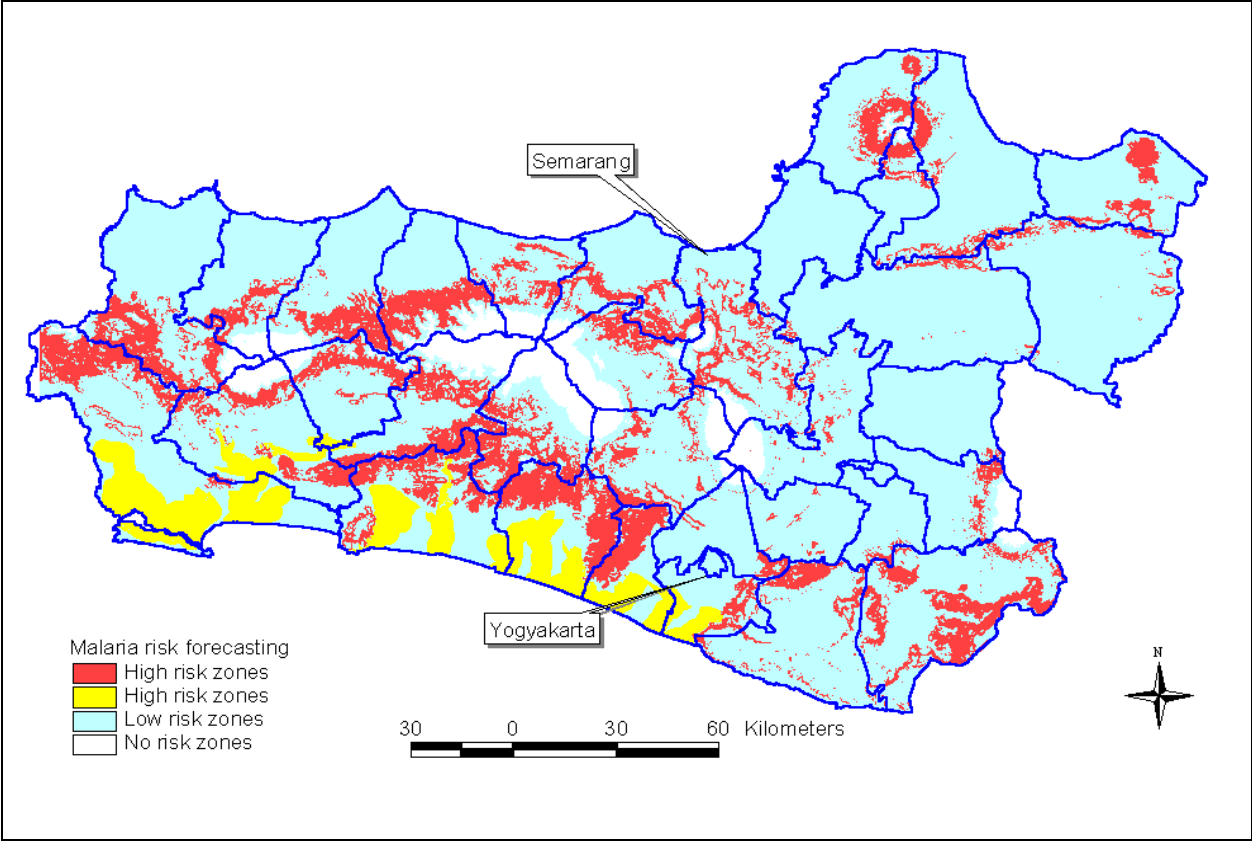 Semarang
Yogyakarta
Malaria risk forecasting
High risk zones
High risk zones
Low risk zones
No risk zones
30 0 30 60 Kilometers
N